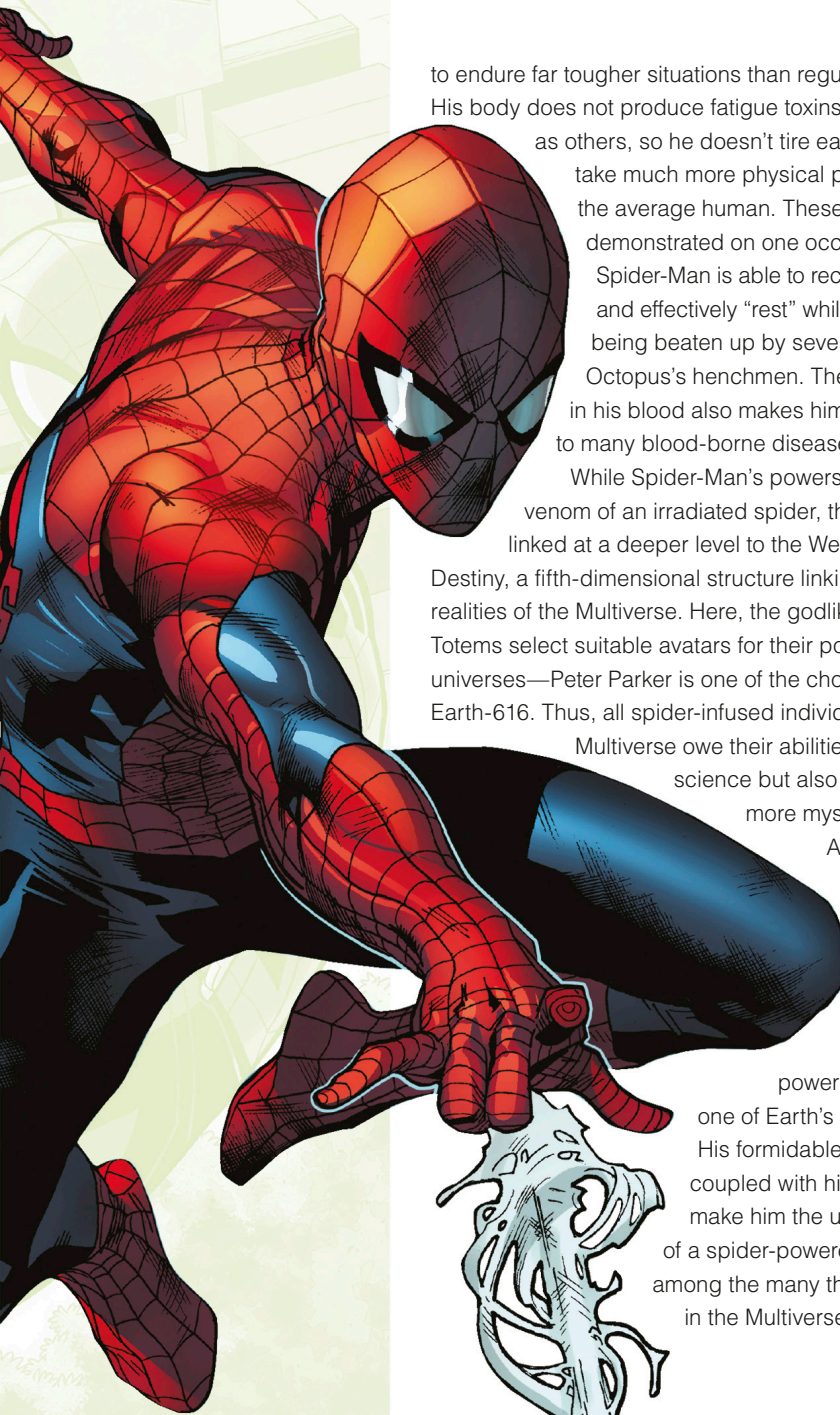 to endure far tougher situations than regu
His body does not produce fatigue toxins
as others, so he doesn’t tire ea
take much more physical p
the average human. These
demonstrated on one occ
Spider-Man is able to rec
and effectively “rest” whil
being beaten up by seve
Octopus’s henchmen. The
in his blood also makes him
to many blood-borne disease
While Spider-Man’s powers
venom of an irradiated spider, th
linked at a deeper level to the We
Destiny, a fifth-dimensional structure linki
realities of the Multiverse. Here, the godlik
Totems select suitable avatars for their po
universes—Peter Parker is one of the cho
Earth-616. Thus, all spider-infused individ
Multiverse owe their abilitie
science but also
more mys
A
power
one of Earth’s
His formidable
coupled with hi
make him the u
of a spider-powere
among the many th
in the Multiverse